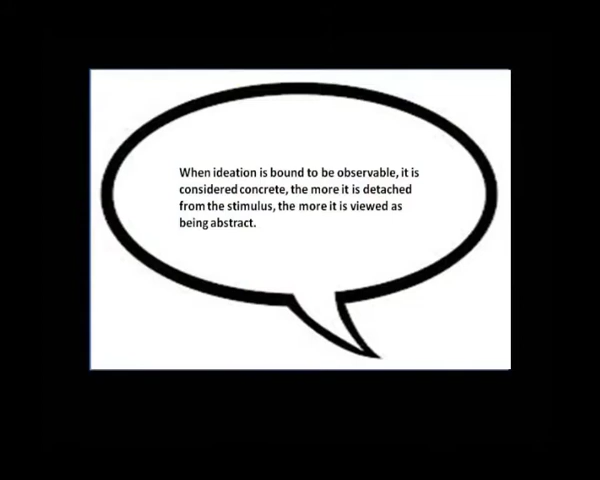 When ideation is bound to be observable, it is
considered concrete, the more it is detached
from the stimulus, the more it is viewed as
being abstract.